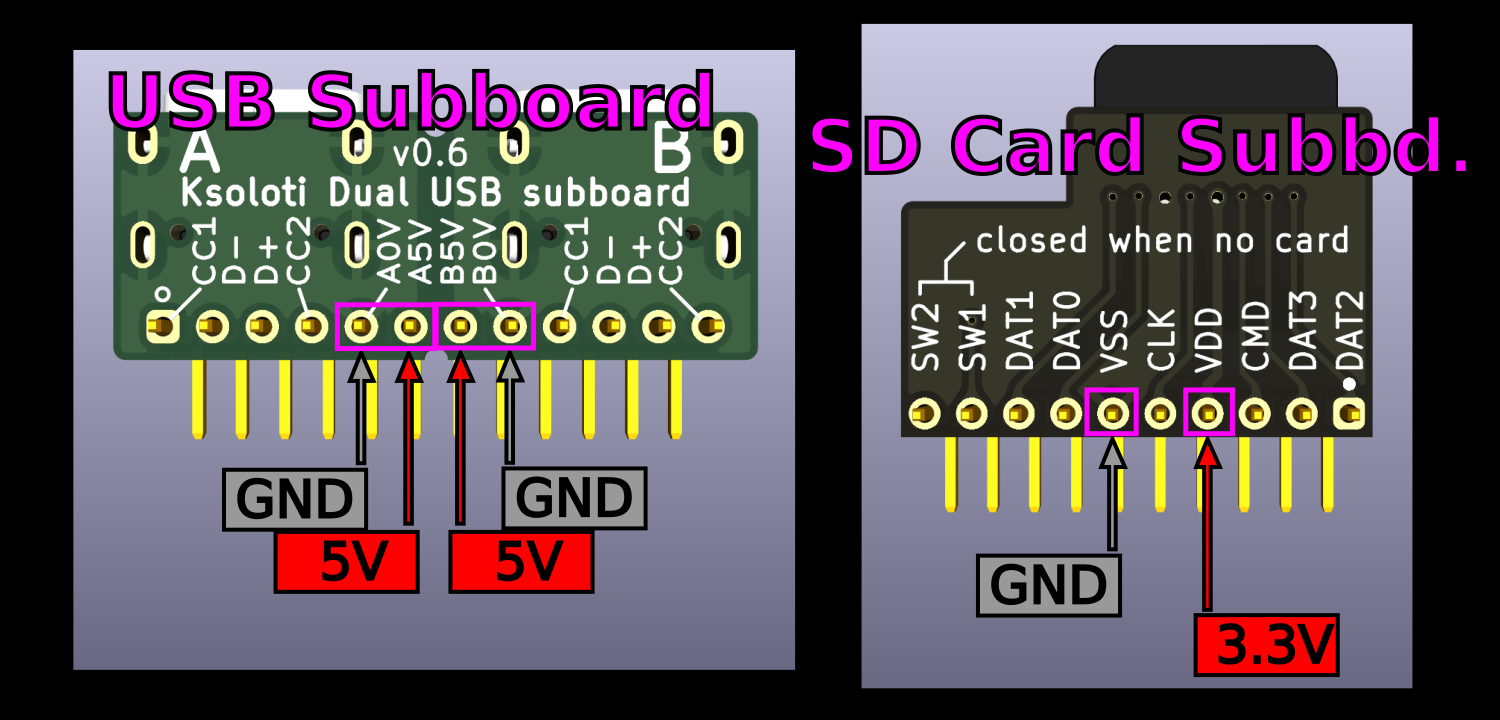 USB Subboard
A
B
v0.6
Ksoloti Dual USB subboard
CC1
D-
D+
CC2
A0V
A5V
B5V
B0V
CC1
D-
D+
CC2
GND
GND
5V
5V
SD Card Subbd.
closed when no card
SW2
SW1
DAT1
DAT0
VSS
CLK
VDD
CMD
DAT3
DAT2
GND
3.3V